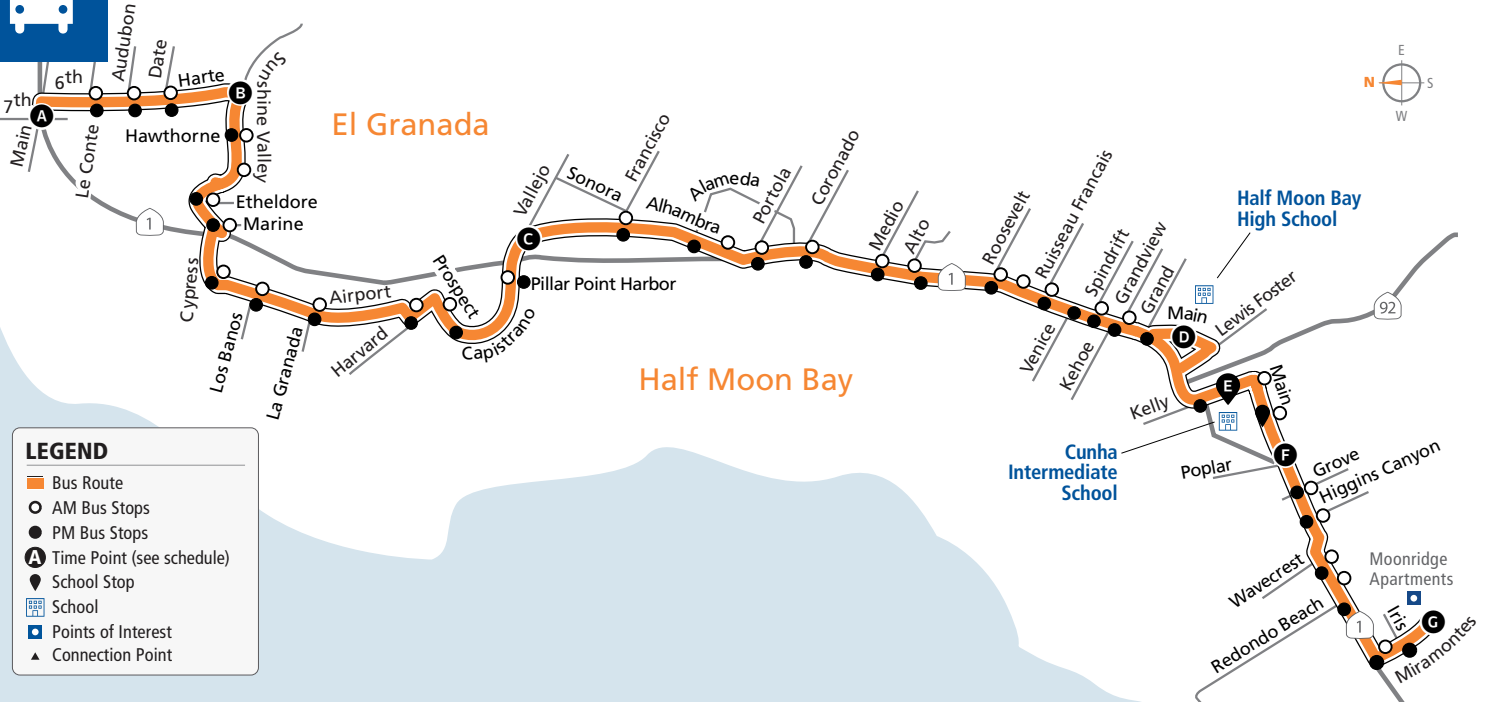 Audubon
Date
6th
Harte
7th
A
B
Sunshine Valley
Main
Le Conte
Hawthorne
Etheldore
Marine
1
Cypress
Los Banos
La Granada
Airport
Harvard
Prospect
Capistrano
Pillar Point Harbor
El Granada
C
Vallejo
Sonora
Francisco
Alhambra
Alameda
Portola
Coronado
Medio
Alto
1
Roosevelt
Ruisseau Francais
Venice
Kehoe
Spindrift
Grandview
Grand
Half Moon Bay
High School
Main
D
Lewis Foster
92
Half Moon Bay
Kelly
E
Main
Cunha
Intermediate
School
Poplar
F
Grove
Higgins Canyon
Wavecrest
Redondo Beach
Moonridge
Apartments
1
Iris
G
Miramontes
E
N
S
W
LEGEND
Bus Route
AM Bus Stops
PM Bus Stops
A Time Point (see schedule)
School Stop
School
Points of Interest
Connection Point